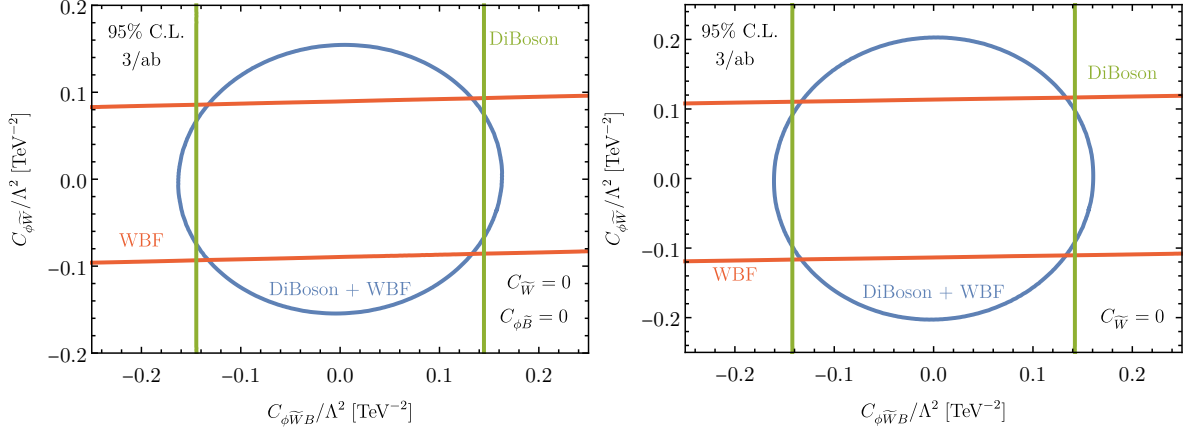 0.2
0.1
0.0
−0.1
−0.2
C_{ϕW̃}/Λ² [TeV⁻²]
95% C.L.
3/ab
DiBoson
WBF
DiBoson + WBF
C_{W̃} = 0
C_{ϕB̃} = 0
−0.2 −0.1 0.0 0.1 0.2
C_{ϕW̃B}/Λ² [TeV⁻²]
0.2
0.1
0.0
−0.1
−0.2
C_{ϕW̃}/Λ² [TeV⁻²]
95% C.L.
3/ab
DiBoson
WBF
DiBoson + WBF
C_{W̃} = 0
−0.2 −0.1 0.0 0.1 0.2
C_{ϕW̃B}/Λ² [TeV⁻²]